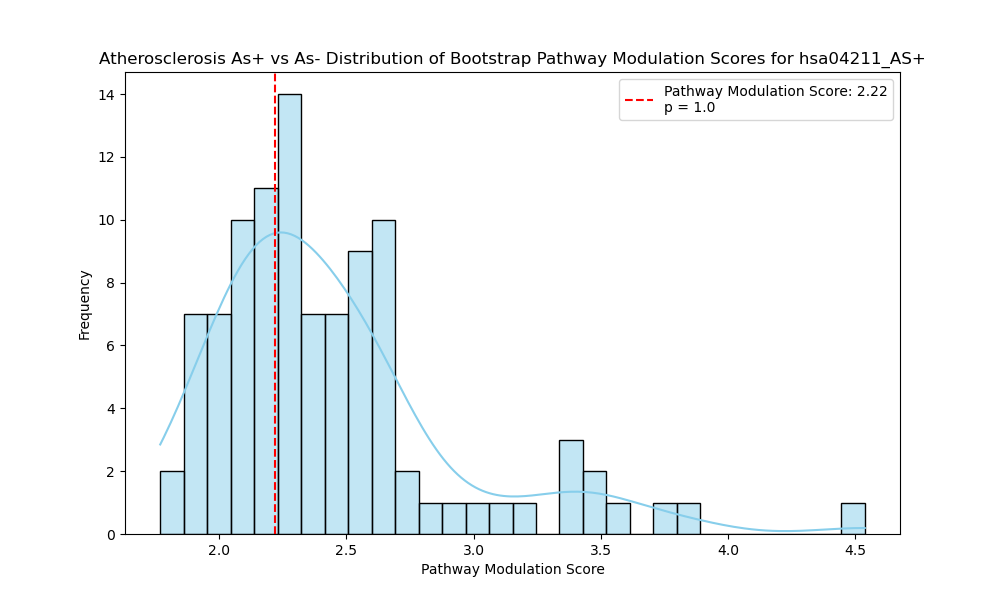 Atherosclerosis As+ vs As- Distribution of Bootstrap Pathway Modulation Scores for hsa04211_AS+
Pathway Modulation Score: 2.22
p = 1.0
14
12
10
8
6
4
2
0
Frequency
2.0 2.5 3.0 3.5 4.0 4.5
Pathway Modulation Score